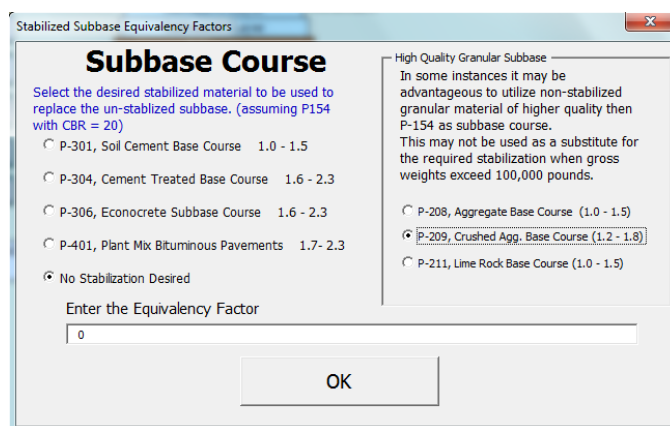 Stabilized Subbase Equivalency Factors
Subbase Course
Select the desired stabilized material to be used to
replace the un-stablized subbase. (assuming P154
with CBR = 20)
P-301, Soil Cement Base Course 1.0 - 1.5
P-304, Cement Treated Base Course 1.6 - 2.3
P-306, Econocrete Subbase Course 1.6 - 2.3
P-401, Plant Mix Bituminous Pavements 1.7- 2.3
No Stabilization Desired
High Quality Granular Subbase
In some instances it may be
advantageous to utilize non-stabilized
granular material of higher quality then
P-154 as subbase course.
This may not be used as a substitute for
the required stabilization when gross
weights exceed 100,000 pounds.
P-208, Aggregate Base Course (1.0 - 1.5)
P-209, Crushed Agg. Base Course (1.2 - 1.8)
P-211, Lime Rock Base Course (1.0 - 1.5)
Enter the Equivalency Factor
0
OK